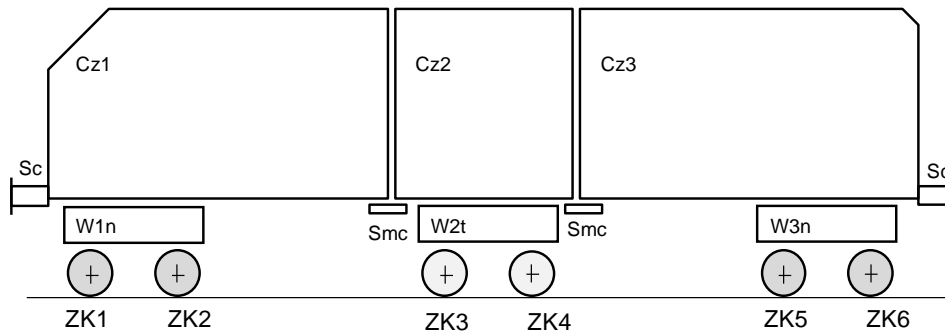 Cz1
Cz2
Cz3
Sc
Sc
W1n
Smc
W2t
Smc
W3n
ZK1
ZK2
ZK3
ZK4
ZK5
ZK6